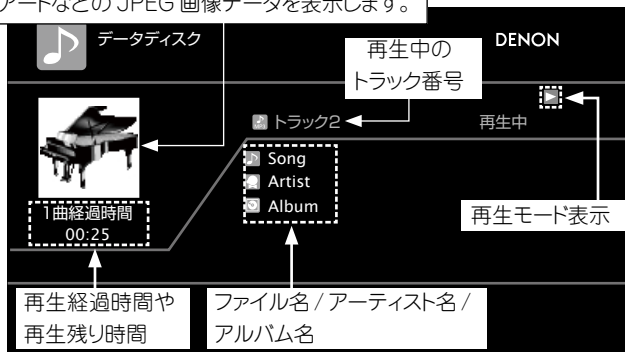 アートなどの JPEG 画像データを表示します。
データディスク
DENON
再生中の
トラック番号
トラック2
再生中
Song
Artist
Album
1曲経過時間
00:25
再生モード表示
再生経過時間や
再生残り時間
ファイル名 / アーティスト名 /
アルバム名